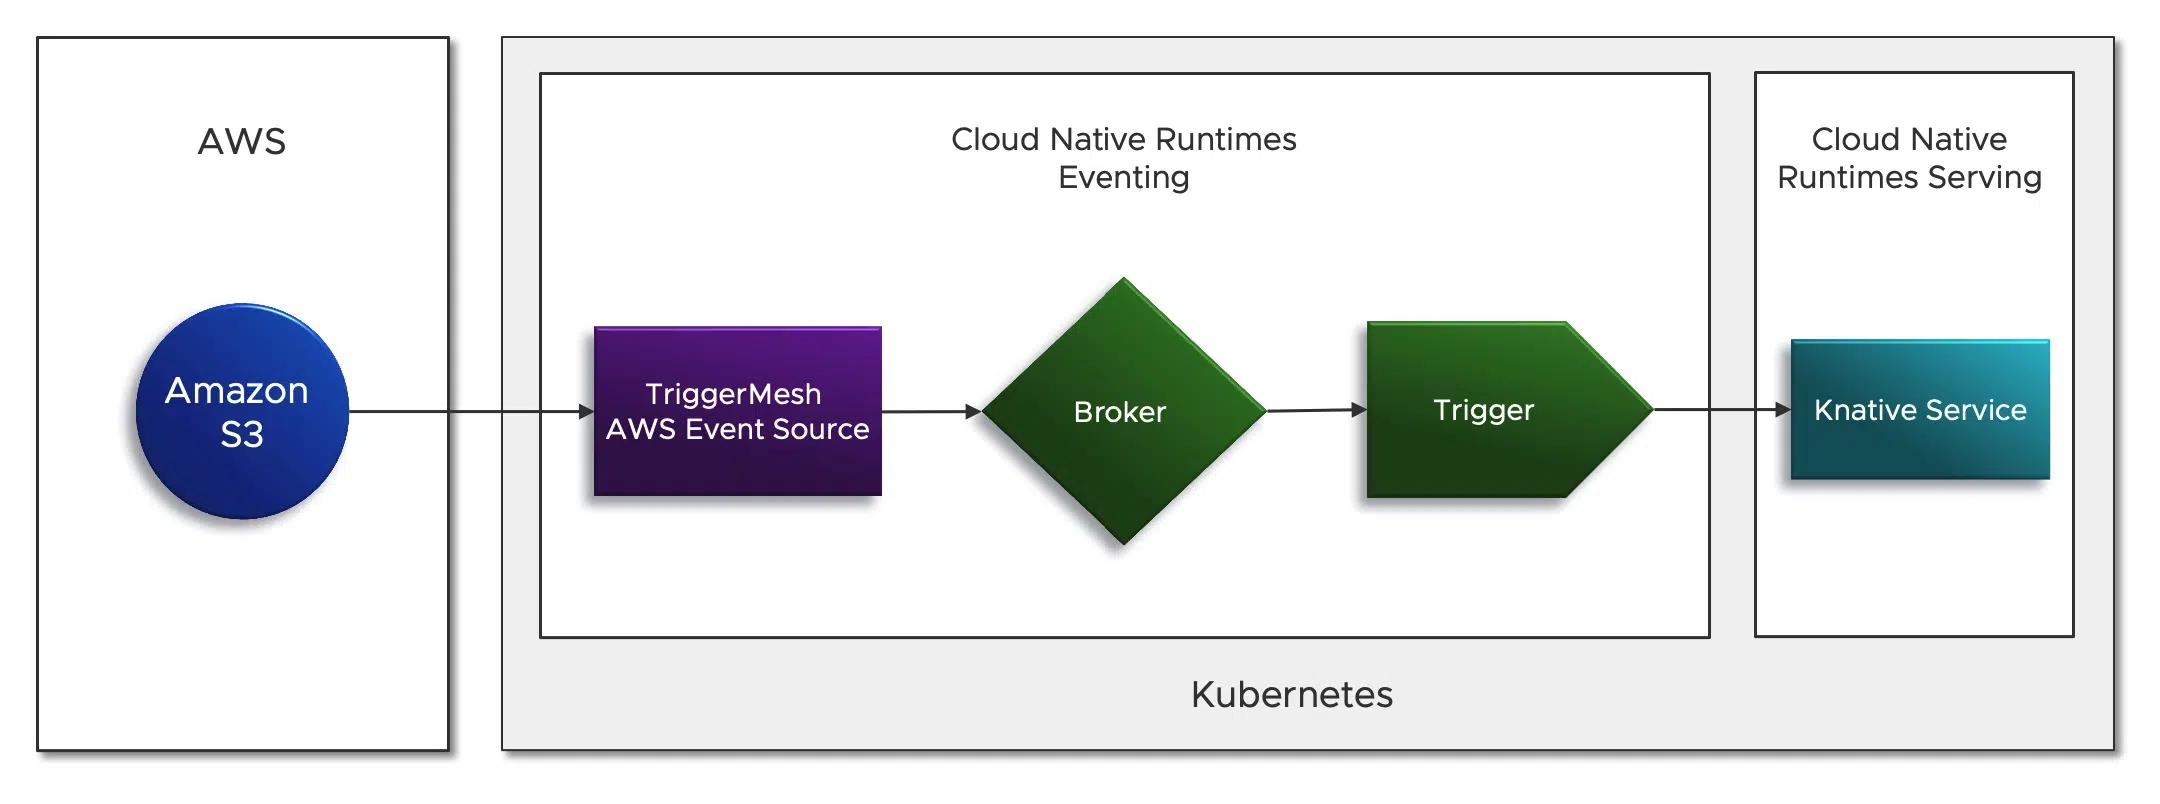 AWS
Amazon
S3
Cloud Native Runtimes
Eventing
TriggerMesh
AWS Event Source
Broker
Trigger
Cloud Native
Runtimes Serving
Knative Service
Kubernetes